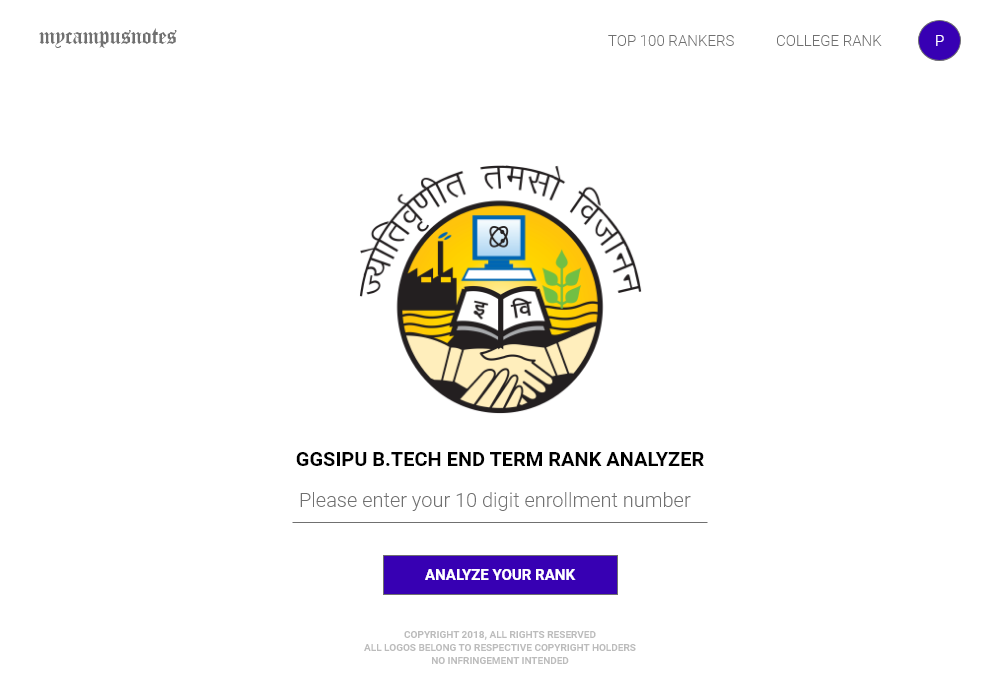 mycampusnotes
TOP 100 RANKERS
COLLEGE RANK
P
ज्योतिर्वृणीत तमसो विजानन
इ वि
GGSIPU B.TECH END TERM RANK ANALYZER
Please enter your 10 digit enrollment number
ANALYZE YOUR RANK
COPYRIGHT 2018, ALL RIGHTS RESERVED
ALL LOGOS BELONG TO RESPECTIVE COPYRIGHT HOLDERS
NO INFRINGEMENT INTENDED